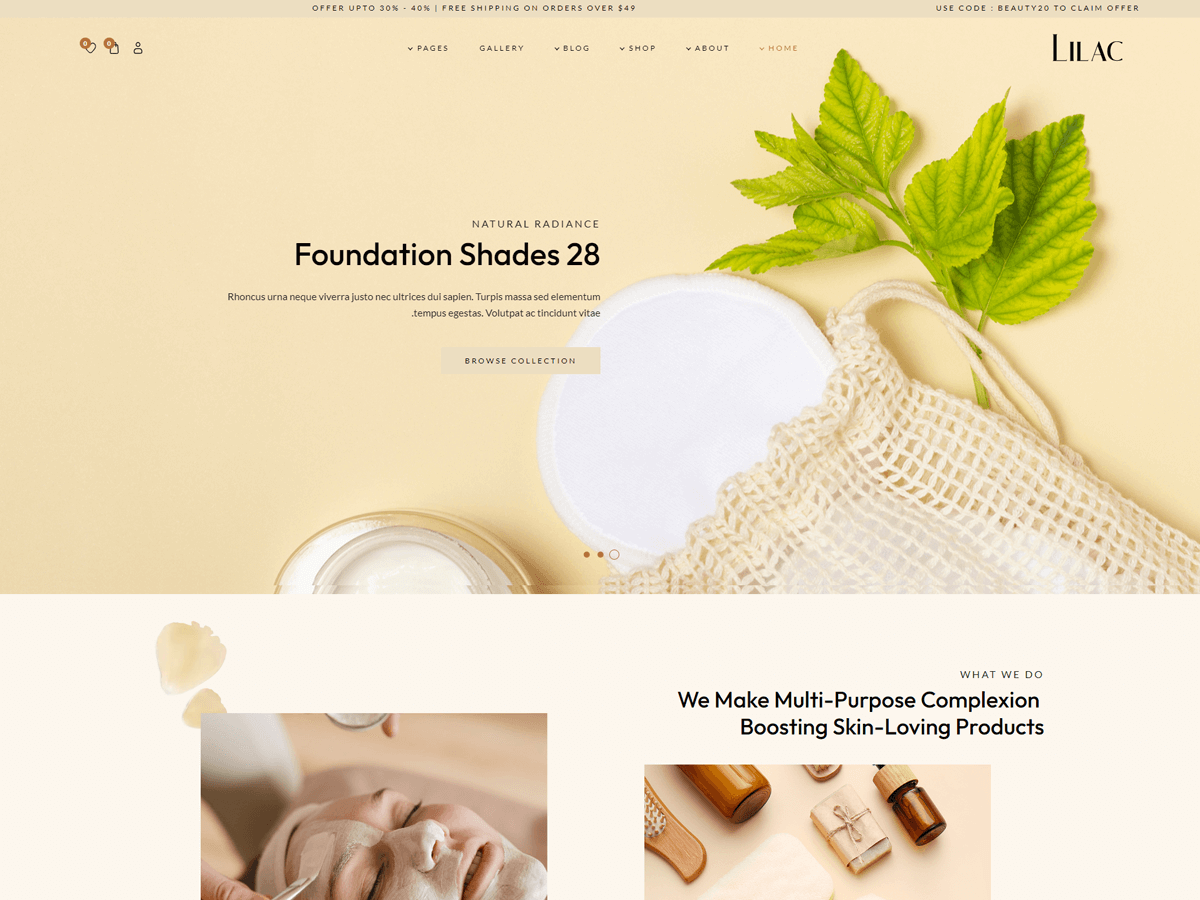 OFFER UPTO 30% - 40% | FREE SHIPPING ON ORDERS OVER $49
USE CODE : BEAUTY20 TO CLAIM OFFER
0
0
PAGES
GALLERY
BLOG
SHOP
ABOUT
HOME
LILAC
NATURAL RADIANCE
Foundation Shades 28
Rhoncus urna neque viverra justo nec ultrices dui sapien. Turpis massa sed elementum
.tempus egestas. Volutpat ac tincidunt vitae
BROWSE COLLECTION
WHAT WE DO
We Make Multi-Purpose Complexion
Boosting Skin-Loving Products